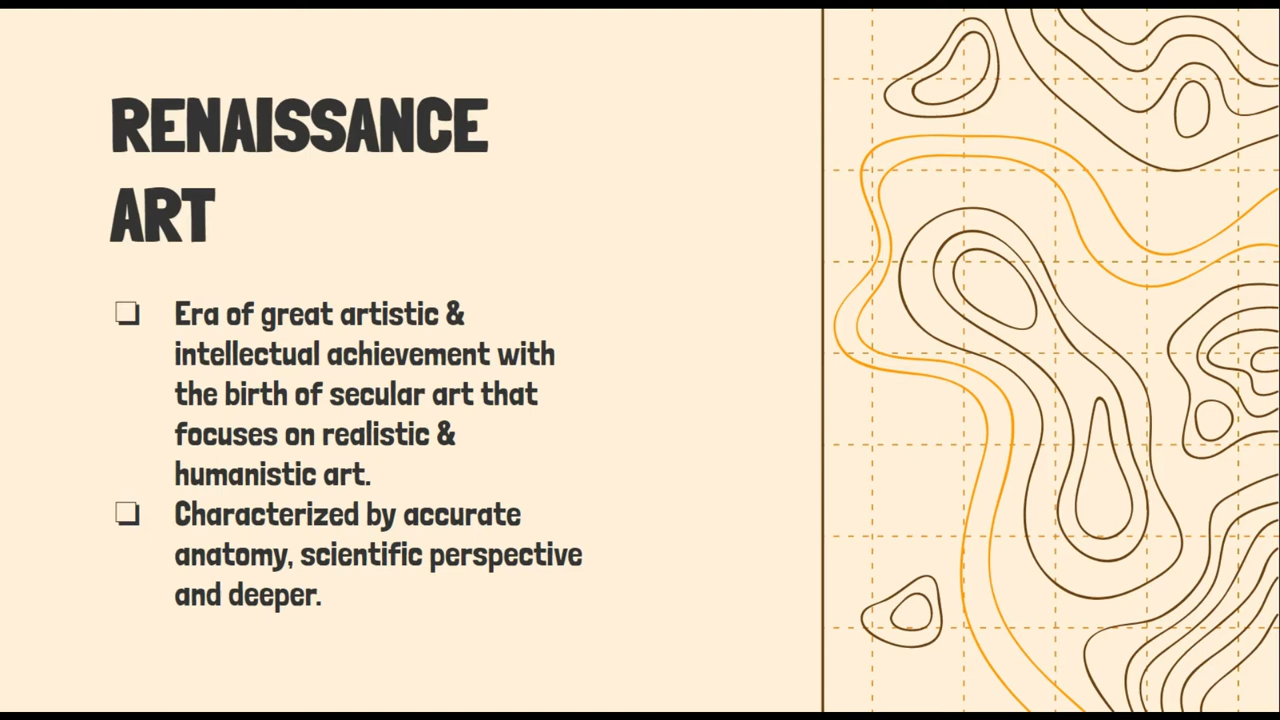 RENAISSANCE
ART
❏ Era of great artistic &
intellectual achievement with
the birth of secular art that
focuses on realistic &
humanistic art.
❏ Characterized by accurate
anatomy, scientific perspective
and deeper.